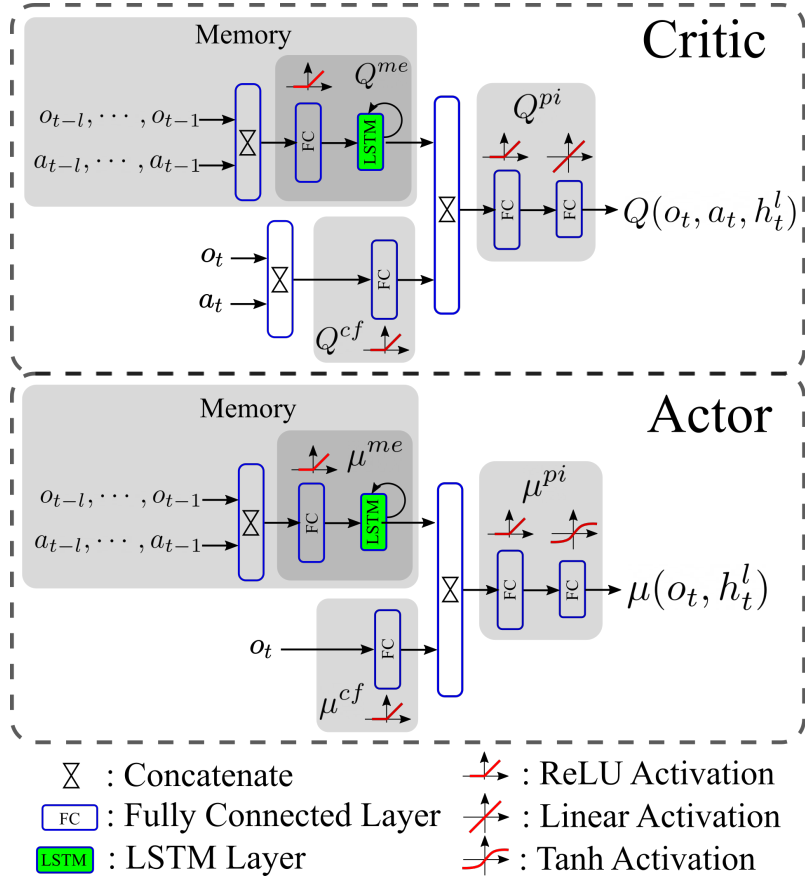 Critic
Memory
Q^{me}
o_{t-l}, ⋯ , o_{t-1}
a_{t-l}, ⋯ , a_{t-1}
FC
LSTM
Q^{pi}
FC
FC
Q(o_t, a_t, h_t^l)
o_t
a_t
FC
Q^{cf}
Actor
Memory
μ^{me}
o_{t-l}, ⋯ , o_{t-1}
a_{t-l}, ⋯ , a_{t-1}
FC
LSTM
μ^{pi}
FC
FC
μ(o_t, h_t^l)
o_t
FC
μ^{cf}
: Concatenate
FC : Fully Connected Layer
LSTM : LSTM Layer
: ReLU Activation
: Linear Activation
: Tanh Activation